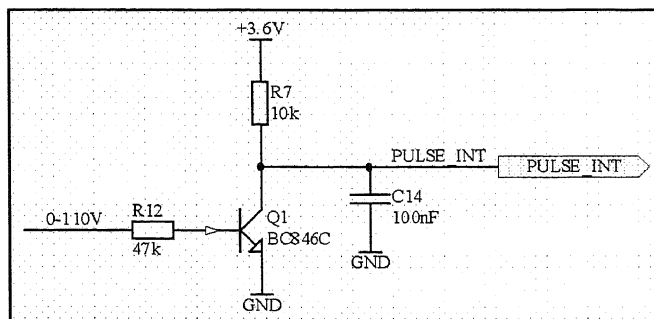 +3.6V
R7
10k
PULSE_INT
PULSE_INT
C14
100nF
GND
0-110V
R12
47k
Q1
BC846C
GND